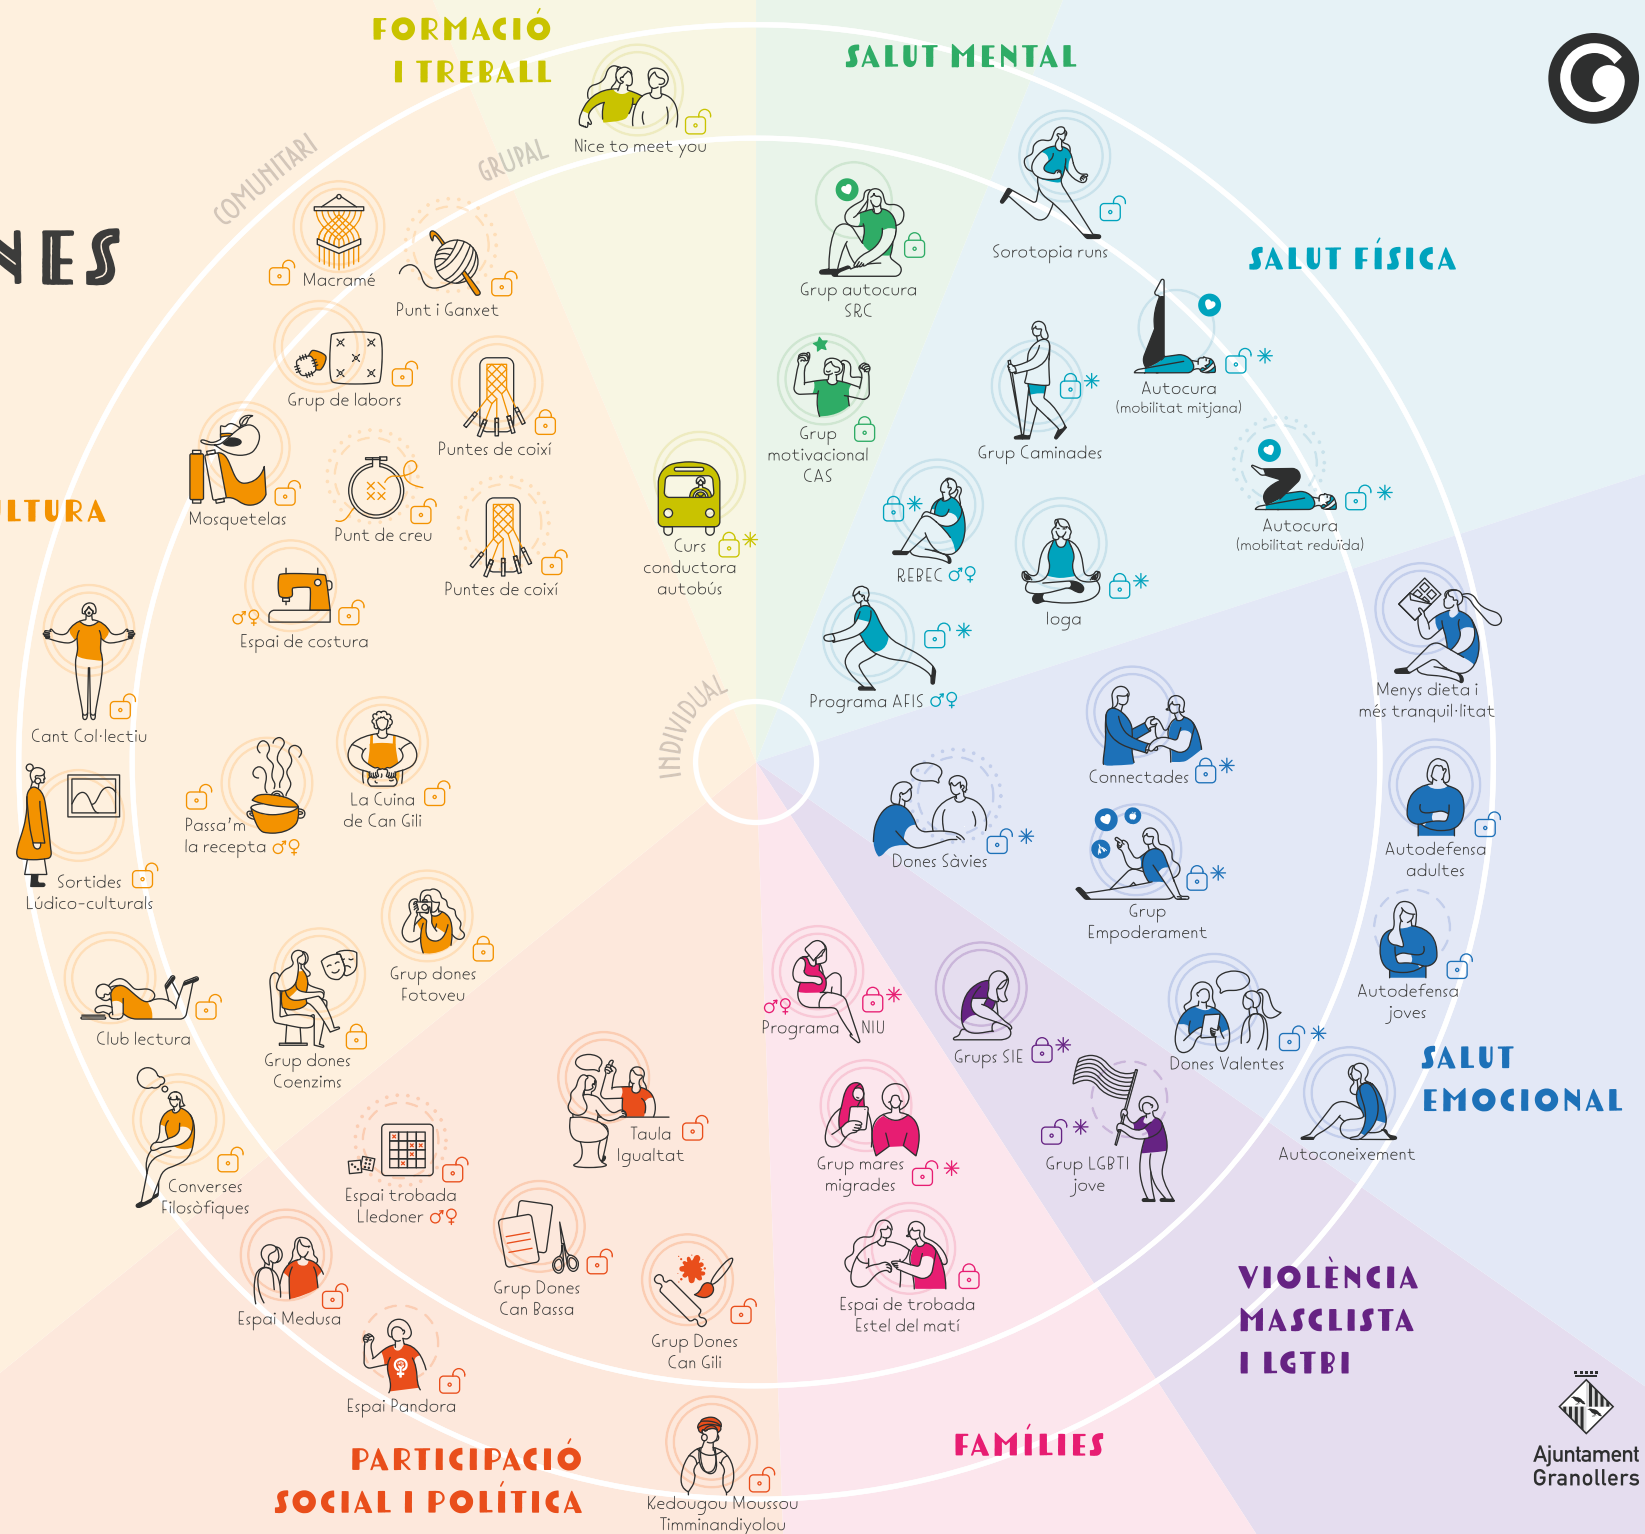 FORMACIÓ
I TREBALL
SALUT MENTAL
Nice to meet you
COMUNITARI
GRUPAL
Sorotopia runs
SALUT FÍSICA
NES
Macramé
Punt i Ganxet
Grup autocura
SRC
Grup de labors
Autocura
(mobilitat mitjana)
Puntes de coixí
Grup
motivacional
CAS
Grup Caminades
LTURA
Mosquetelas
Punt de creu
Autocura
(mobilitat reduïda)
Curs
conductora
autobús
REBEC
Puntes de coixí
Ioga
Espai de costura
Cant Col·lectiu
INDIVIDUAL
Programa AFIS
Menys dieta i
més tranquil·litat
Connectades
La Cuina
de Can Gili
Passa'm
la recepta
Dones Sàvies
Autodefensa
adultes
Sortides
Lúdico-culturals
Grup
Empoderament
Grup dones
Fotoveu
Autodefensa
joves
Club lectura
Programa NIU
Grups SIE
Dones Valentes
SALUT
EMOCIONAL
Grup dones
Coenzims
Taula
Igualtat
Grup mares
migrades
Grup LGBTI
jove
Autoconeixement
Converses
Filosòfiques
Espai trobada
Lledoner
Grup Dones
Can Bassa
Espai de trobada
Estel del matí
VIOLÈNCIA
MASCLISTA
I LGTBI
Espai Medusa
Grup Dones
Can Gili
Espai Pandora
FAMÍLIES
PARTICIPACIÓ
SOCIAL I POLÍTICA
Kedougou Moussou
Timminandiyolou
Ajuntament
Granollers